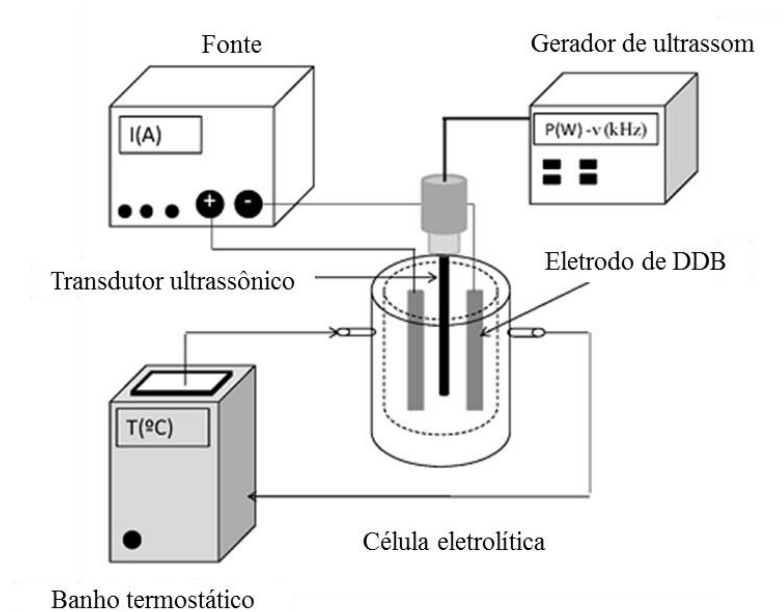 Fonte
Gerador de ultrassom
I(A)
P(W) -ν(kHz)
+ -
Transdutor ultrassônico
Eletrodo de DDB
T(ºC)
Célula eletrolítica
Banho termostático